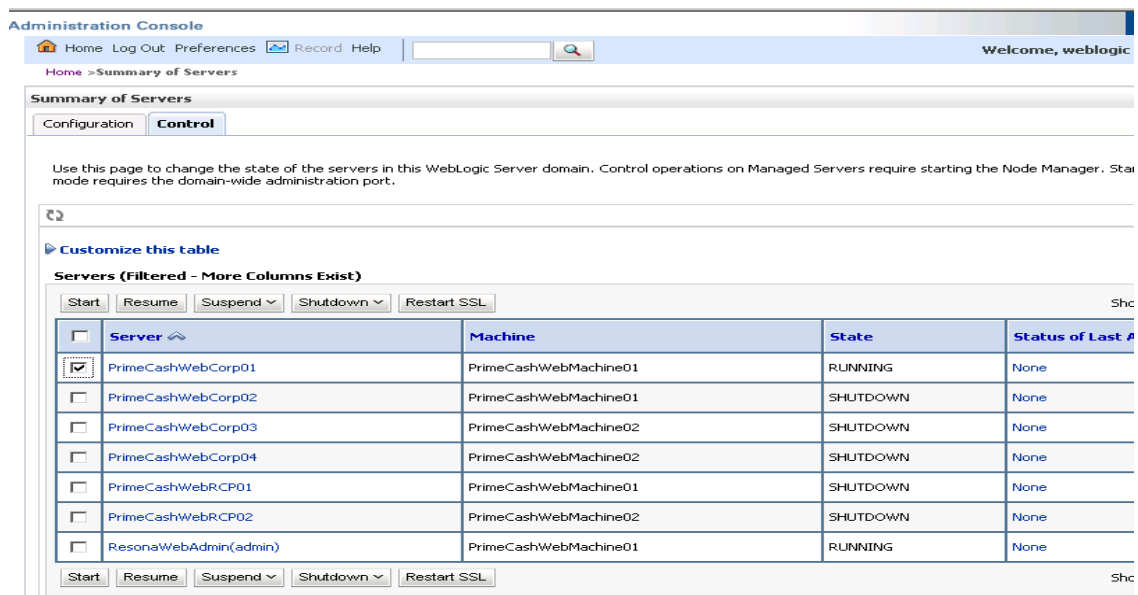 Administration Console
Home Log Out Preferences Record Help
Welcome, weblogic
Home >Summary of Servers
Summary of Servers
Configuration Control
Use this page to change the state of the servers in this WebLogic Server domain. Control operations on Managed Servers require starting the Node Manager. Star
mode requires the domain-wide administration port.
Customize this table
Servers (Filtered - More Columns Exist)
Start Resume Suspend Shutdown Restart SSL Sho
Server Machine State Status of Last A
PrimeCashWebCorp01 PrimeCashWebMachine01 RUNNING None
PrimeCashWebCorp02 PrimeCashWebMachine01 SHUTDOWN None
PrimeCashWebCorp03 PrimeCashWebMachine02 SHUTDOWN None
PrimeCashWebCorp04 PrimeCashWebMachine02 SHUTDOWN None
PrimeCashWebRCP01 PrimeCashWebMachine01 SHUTDOWN None
PrimeCashWebRCP02 PrimeCashWebMachine02 SHUTDOWN None
ResonaWebAdmin(admin) PrimeCashWebMachine01 RUNNING None
Start Resume Suspend Shutdown Restart SSL Sho